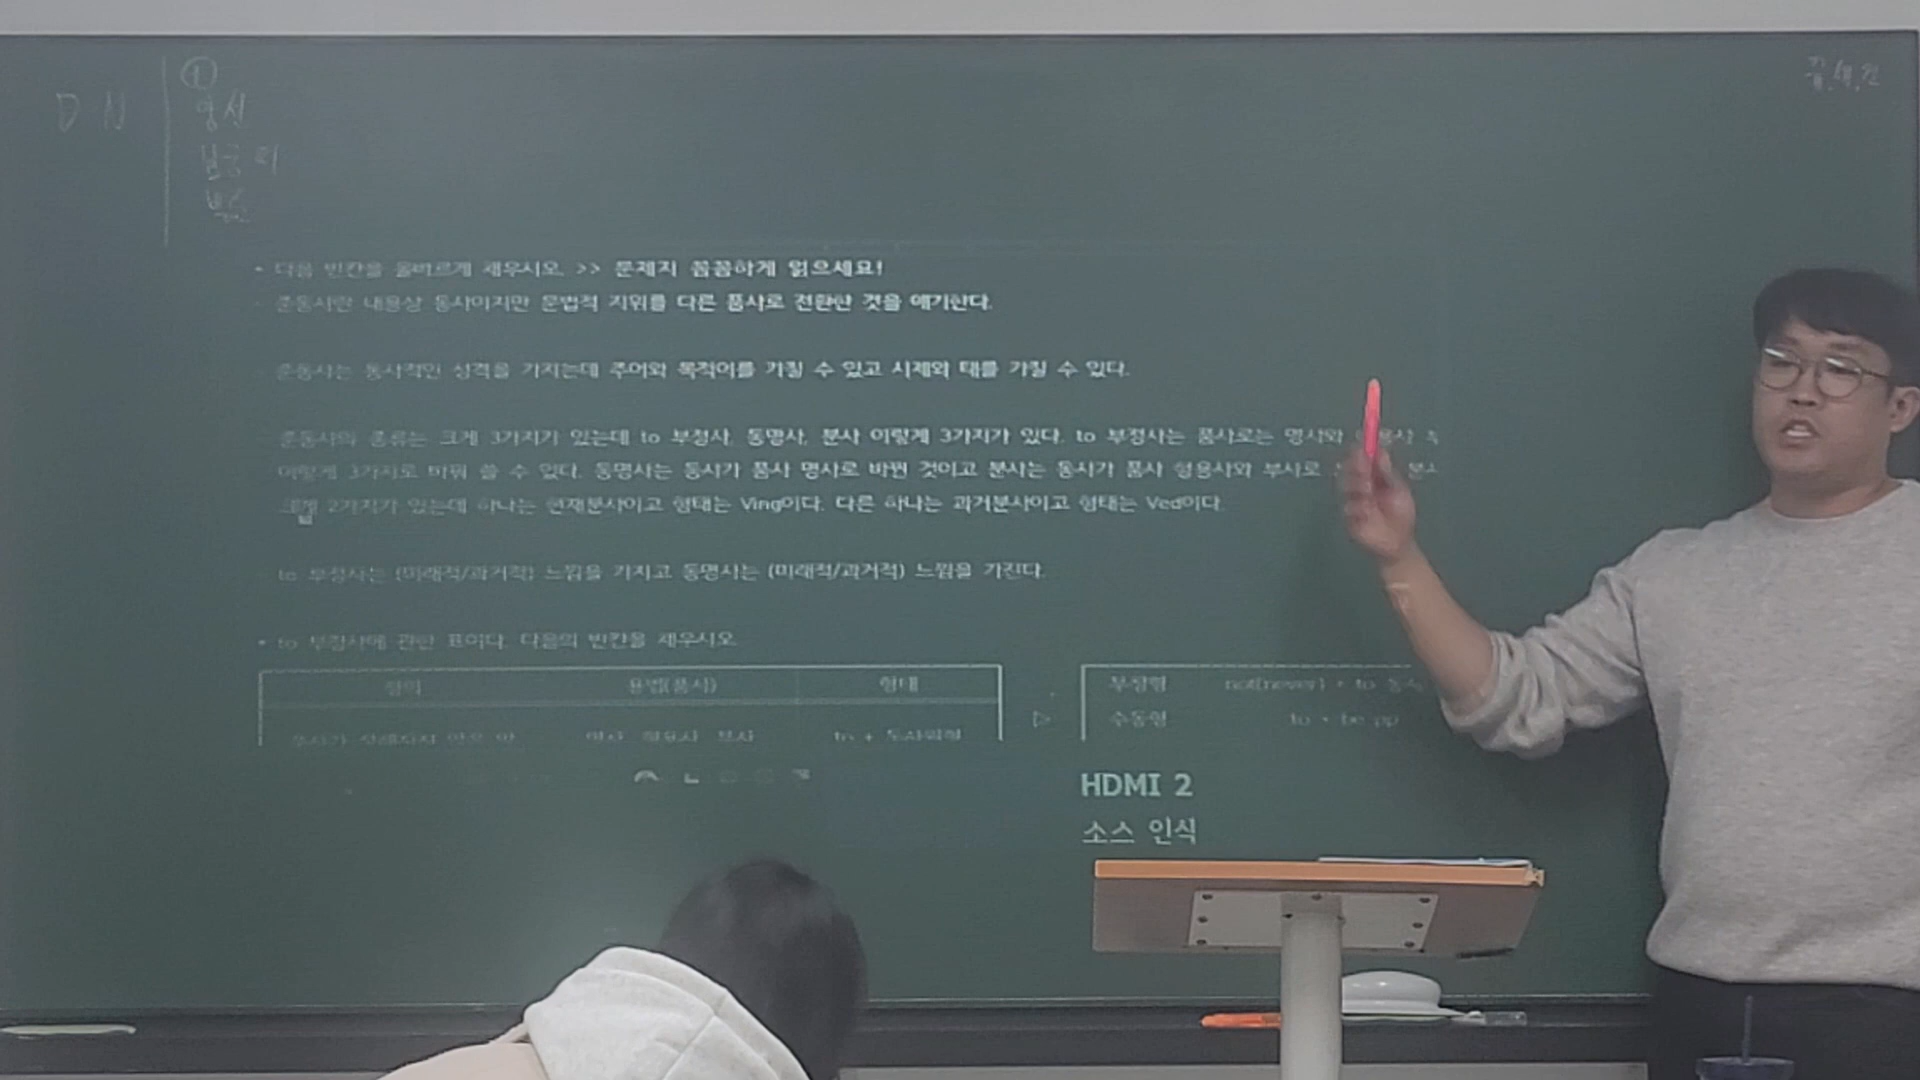 D N
①
• 다음 빈칸을 올바르게 채우시오. >> 문제지 꼼꼼하게 읽으세요!
- 준동사란 내용상 동사이지만 문법적 지위를 다른 품사로 전환한 것을 얘기한다.
준동사는 동사적인 성격을 가지는데 주어와 목적어를 가질 수 있고 시제와 태를 가질 수 있다.
준동사의 종류는 크게 3가지가 있는데 to 부정사, 동명사, 분사 이렇게 3가지가 있다. to 부정사는 품사로는 명사와
이렇게 3가지로 바꿔 쓸 수 있다. 동명사는 동사가 품사 명사로 바뀐 것이고 분사는 동사가 품사 형용사와 부사로
2가지가 있는데 하나는 현재분사이고 형태는 Ving이다. 다른 하나는 과거분사이고 형태는 Ved이다.
to 부정사는 (미래적/과거적) 느낌을 가지고 동명사는 (미래적/과거적) 느낌을 가진다.
• to 부정사에 관한 표이다. 다음의 빈칸을 채우시오.
정의 용법(품사) 형태
명사, 형용사, 부사 to + 동사원형
부정형 not(never) + to
수동형 to + be pp
HDMI 2
소스 인식